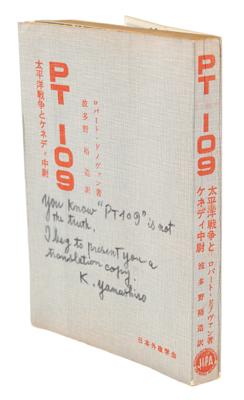 PT 109
太平洋戦争とケネディ中尉
ロバート・ドノヴァン著
波多野裕造訳
You know "PT109" is not
the truth.
I beg to present you a
translation copy.
K. Yamashiro
日本外政学会
PT 109
太平洋戦争と
ケネディ中尉
ロバート・ドノヴァン著
波多野裕造訳
JIPA